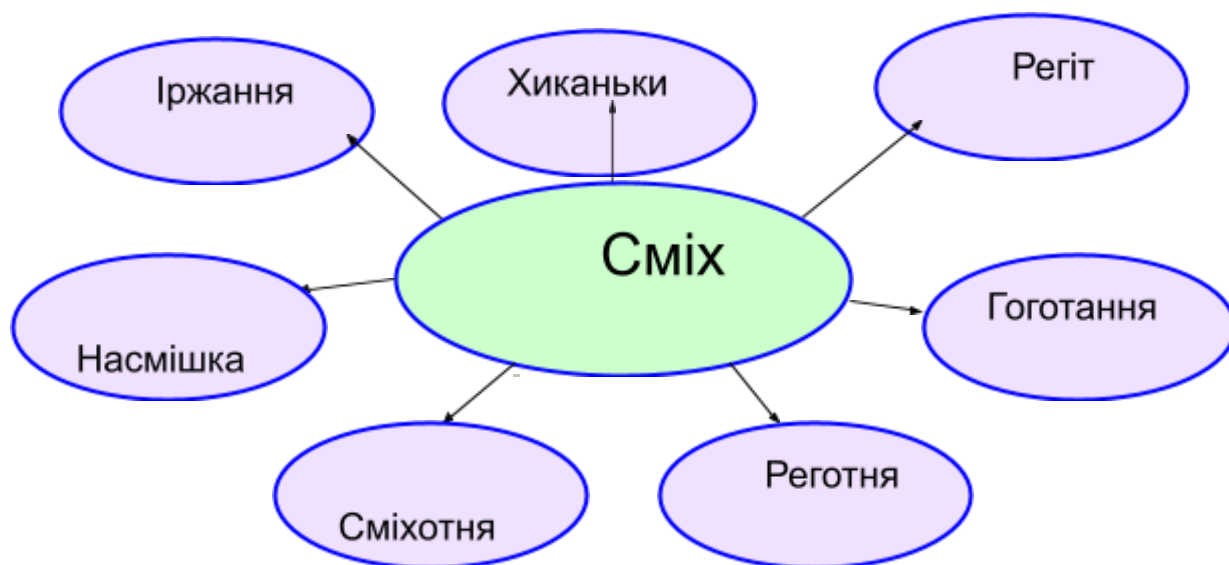 Іржання
Хиканьки
Регіт
Сміх
Насмішка
Гоготання
Сміхотня
Реготня